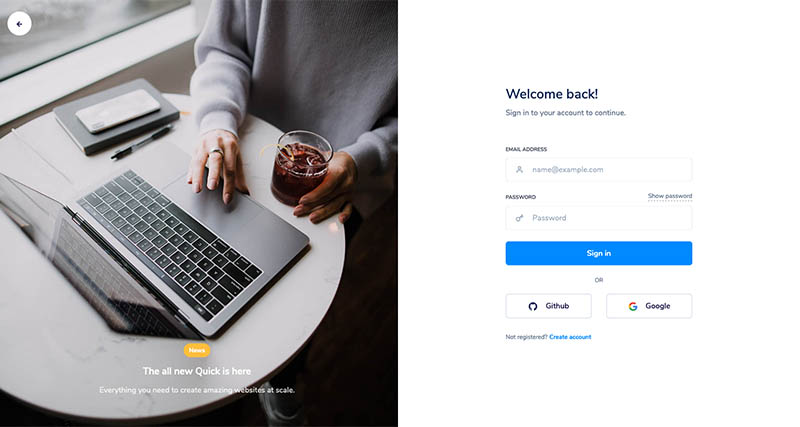 News
The all new Quick is here
Everything you need to create amazing websites at scale.
Welcome back!
Sign in to your account to continue.
EMAIL ADDRESS
name@example.com
PASSWORD
Show password
Password
Sign in
OR
Github
Google
Not registered? Create account